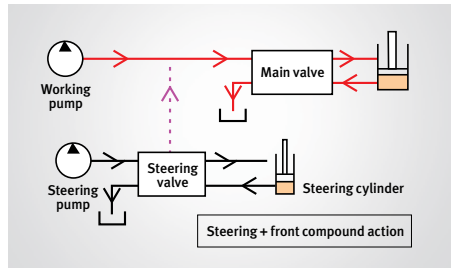 Working
pump
Main valve
Steering
pump
Steering
valve
Steering cylinder
Steering + front compound action